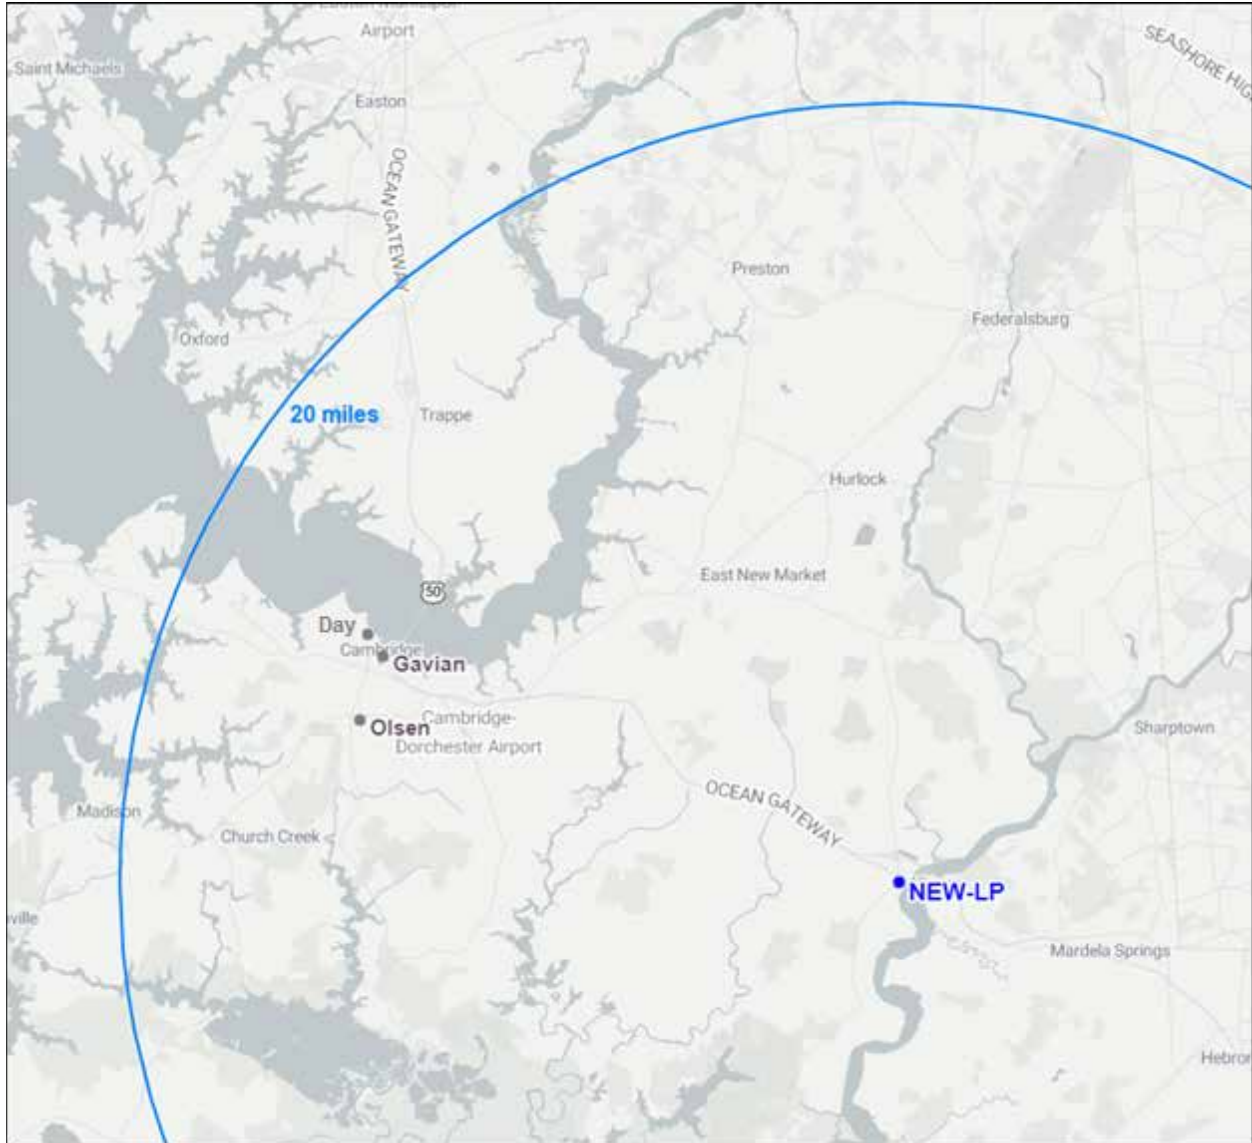 Airport
SEASHORE HIG
Saint Michaels
Easton
OCEAN GATEWAY
Preston
Federalsburg
Oxford
20 miles
Trappe
Hurlock
East New Market
50
Day
Cambridge
Gavian
Olsen
Cambridge-
Dorchester Airport
Sharptown
OCEAN GATEWAY
Madison
Church Creek
NEW-LP
ville
Mardela Springs
Hebron